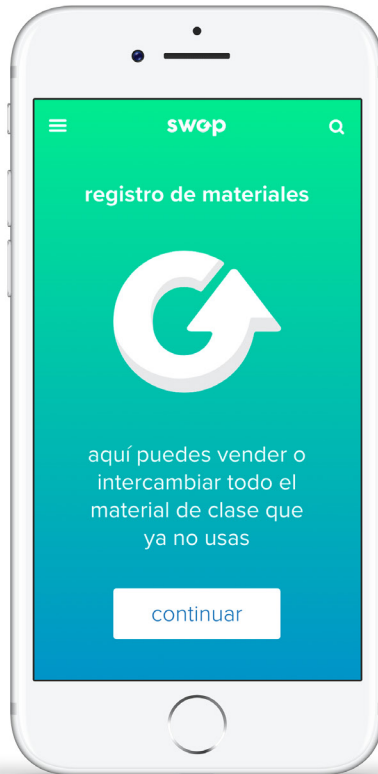 swop
registro de materiales
aquí puedes vender o
intercambiar todo el
material de clase que
ya no usas
continuar